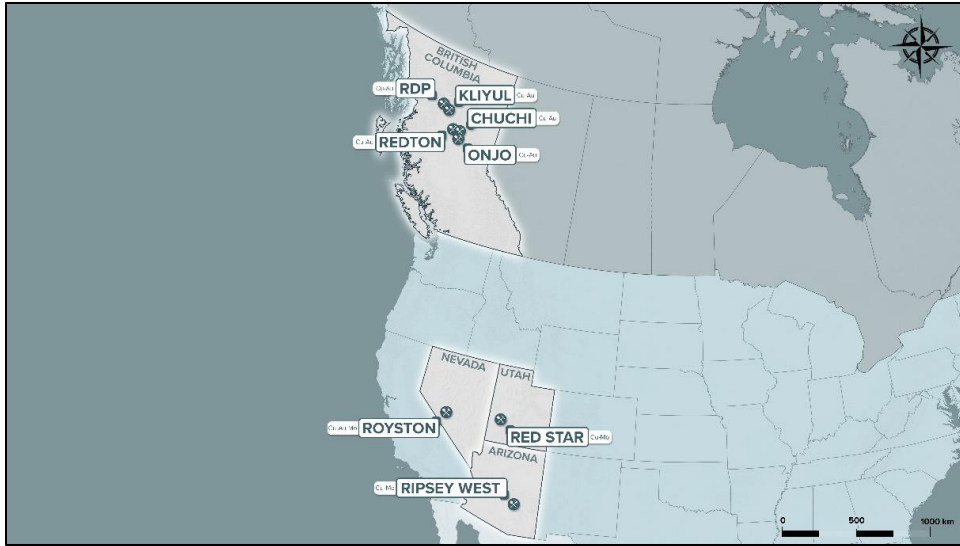 BRITISH
COLUMBIA
Cu-Au RDP
KLIYUL Cu-Au
CHUCHI Cu-Au
Cu-Au REDTON
ONJO Cu-Au
NEVADA
UTAH
Cu-Au-Mo ROYSTON
RED STAR Cu-Mo
ARIZONA
Cu-Mo RIPSEY WEST
0 500 1000 km